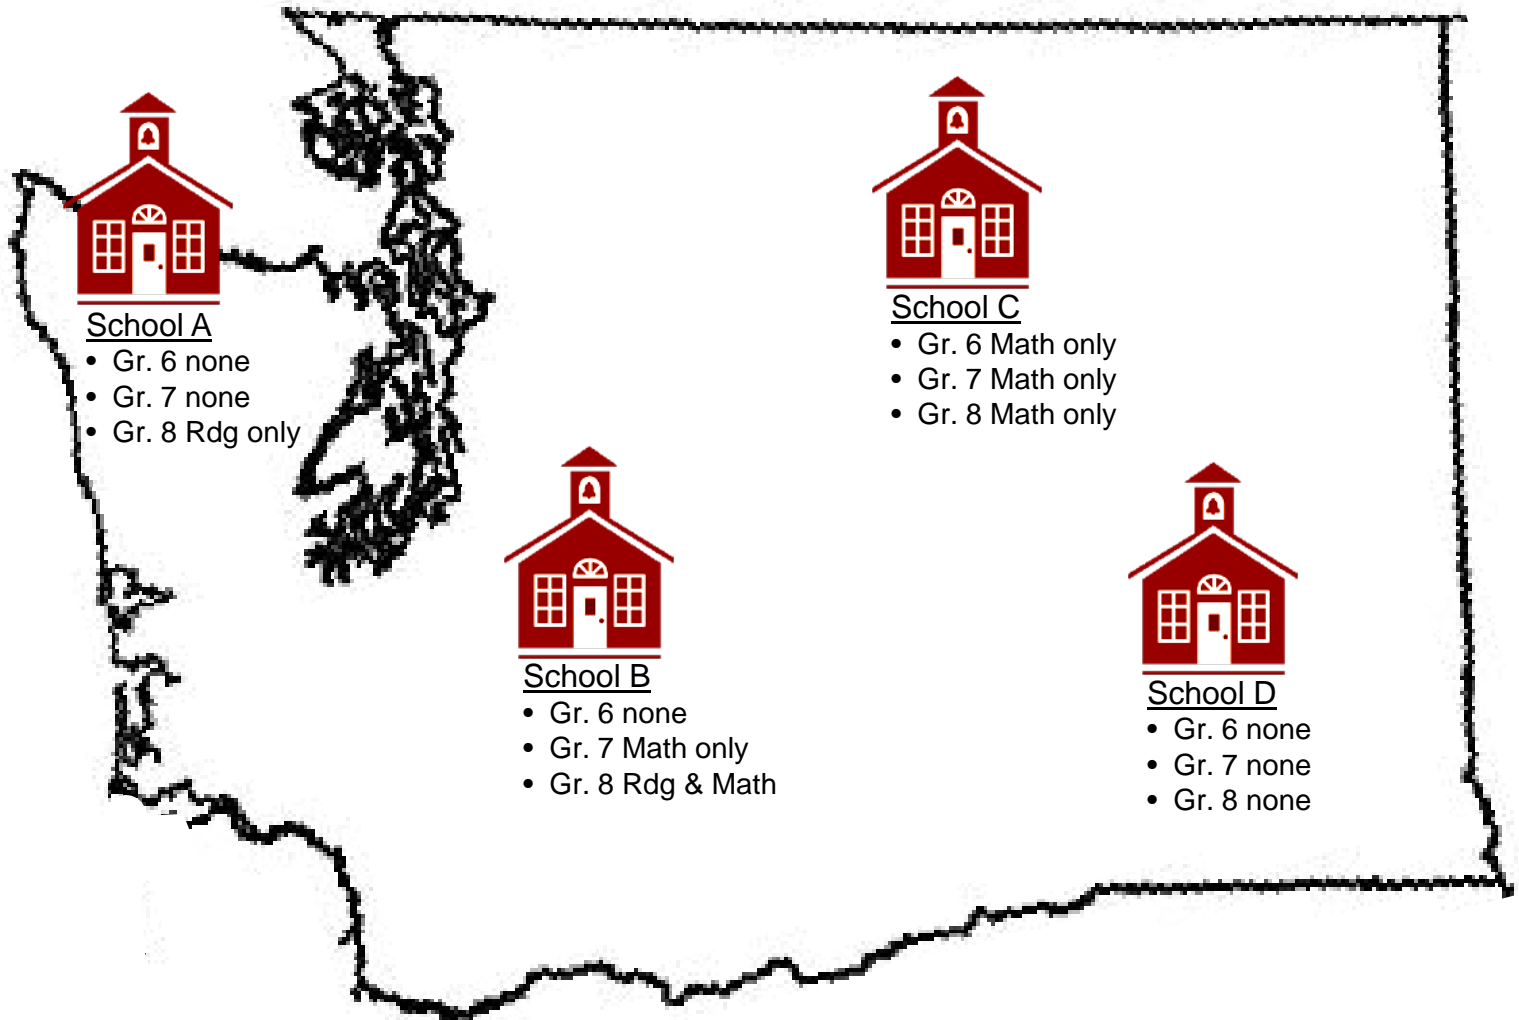 School A
• Gr. 6 none
• Gr. 7 none
• Gr. 8 Rdg only
School C
• Gr. 6 Math only
• Gr. 7 Math only
• Gr. 8 Math only
School B
• Gr. 6 none
• Gr. 7 Math only
• Gr. 8 Rdg & Math
School D
• Gr. 6 none
• Gr. 7 none
• Gr. 8 none